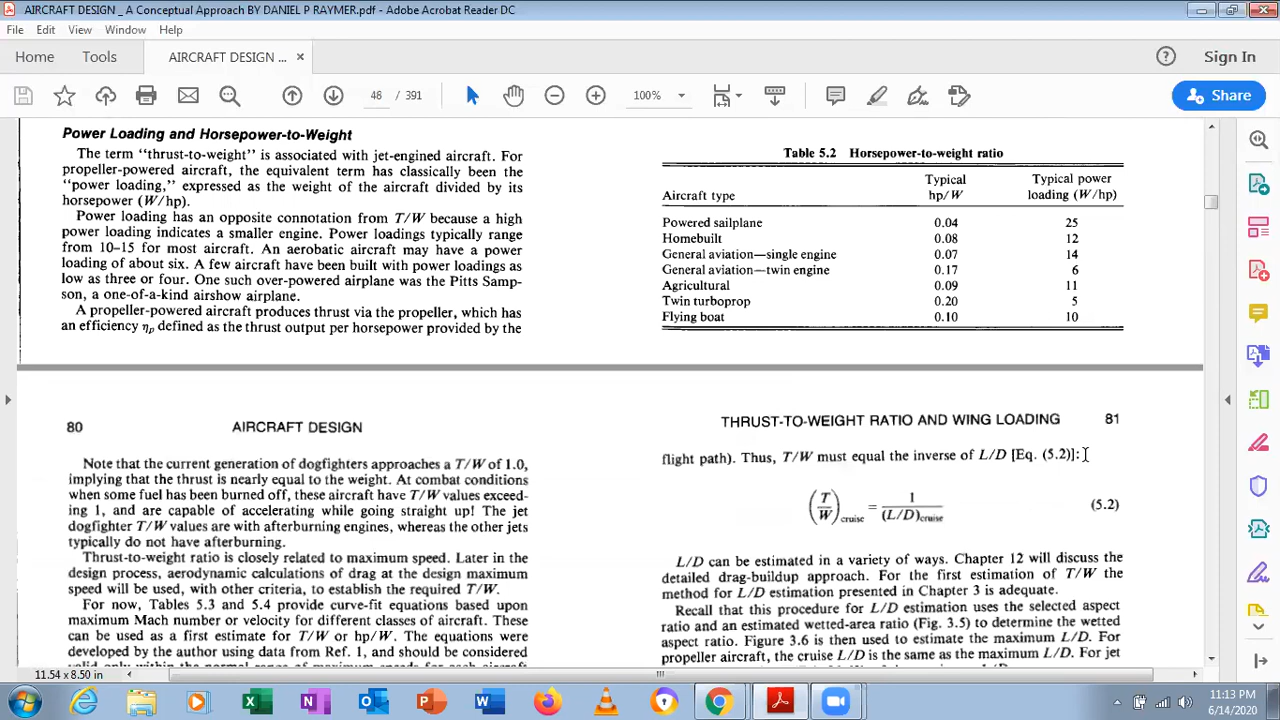 AIRCRAFT DESIGN _ A Conceptual Approach BY DANIEL P RAYMER.pdf - Adobe Acrobat Reader DC
File Edit View Window Help
Home Tools AIRCRAFT DESIGN ... × Sign In
48 / 391 100% Share
Power Loading and Horsepower-to-Weight
The term "thrust-to-weight" is associated with jet-engined aircraft. For
propeller-powered aircraft, the equivalent term has classically been the
"power loading," expressed as the weight of the aircraft divided by its
horsepower (W/hp).
Power loading has an opposite connotation from T/W because a high
power loading indicates a smaller engine. Power loadings typically range
from 10–15 for most aircraft. An aerobatic aircraft may have a power
loading of about six. A few aircraft have been built with power loadings as
low as three or four. One such over-powered airplane was the Pitts Samp-
son, a one-of-a-kind airshow airplane.
A propeller-powered aircraft produces thrust via the propeller, which has
an efficiency ηp defined as the thrust output per horsepower provided by the
Table 5.2 Horsepower-to-weight ratio
Typical Typical power
Aircraft type hp/W loading (W/hp)
Powered sailplane 0.04 25
Homebuilt 0.08 12
General aviation—single engine 0.07 14
General aviation—twin engine 0.17 6
Agricultural 0.09 11
Twin turboprop 0.20 5
Flying boat 0.10 10
80 AIRCRAFT DESIGN
Note that the current generation of dogfighters approaches a T/W of 1.0,
implying that the thrust is nearly equal to the weight. At combat conditions
when some fuel has been burned off, these aircraft have T/W values exceed-
ing 1, and are capable of accelerating while going straight up! The jet
dogfighter T/W values are with afterburning engines, whereas the other jets
typically do not have afterburning.
Thrust-to-weight ratio is closely related to maximum speed. Later in the
design process, aerodynamic calculations of drag at the design maximum
speed will be used, with other criteria, to establish the required T/W.
For now, Tables 5.3 and 5.4 provide curve-fit equations based upon
maximum Mach number or velocity for different classes of aircraft. These
can be used as a first estimate for T/W or hp/W. The equations were
developed by the author using data from Ref. 1, and should be considered
valid only within the normal range of maximum speeds for each aircraft
THRUST-TO-WEIGHT RATIO AND WING LOADING 81
flight path). Thus, T/W must equal the inverse of L/D [Eq. (5.2)]:
(T/W)cruise = 1/(L/D)cruise (5.2)
L/D can be estimated in a variety of ways. Chapter 12 will discuss the
detailed drag-buildup approach. For the first estimation of T/W the
method for L/D estimation presented in Chapter 3 is adequate.
Recall that this procedure for L/D estimation uses the selected aspect
ratio and an estimated wetted-area ratio (Fig. 3.5) to determine the wetted
aspect ratio. Figure 3.6 is then used to estimate the maximum L/D. For
propeller aircraft, the cruise L/D is the same as the maximum L/D. For jet
11.54 x 8.50 in
11:13 PM
6/14/2020